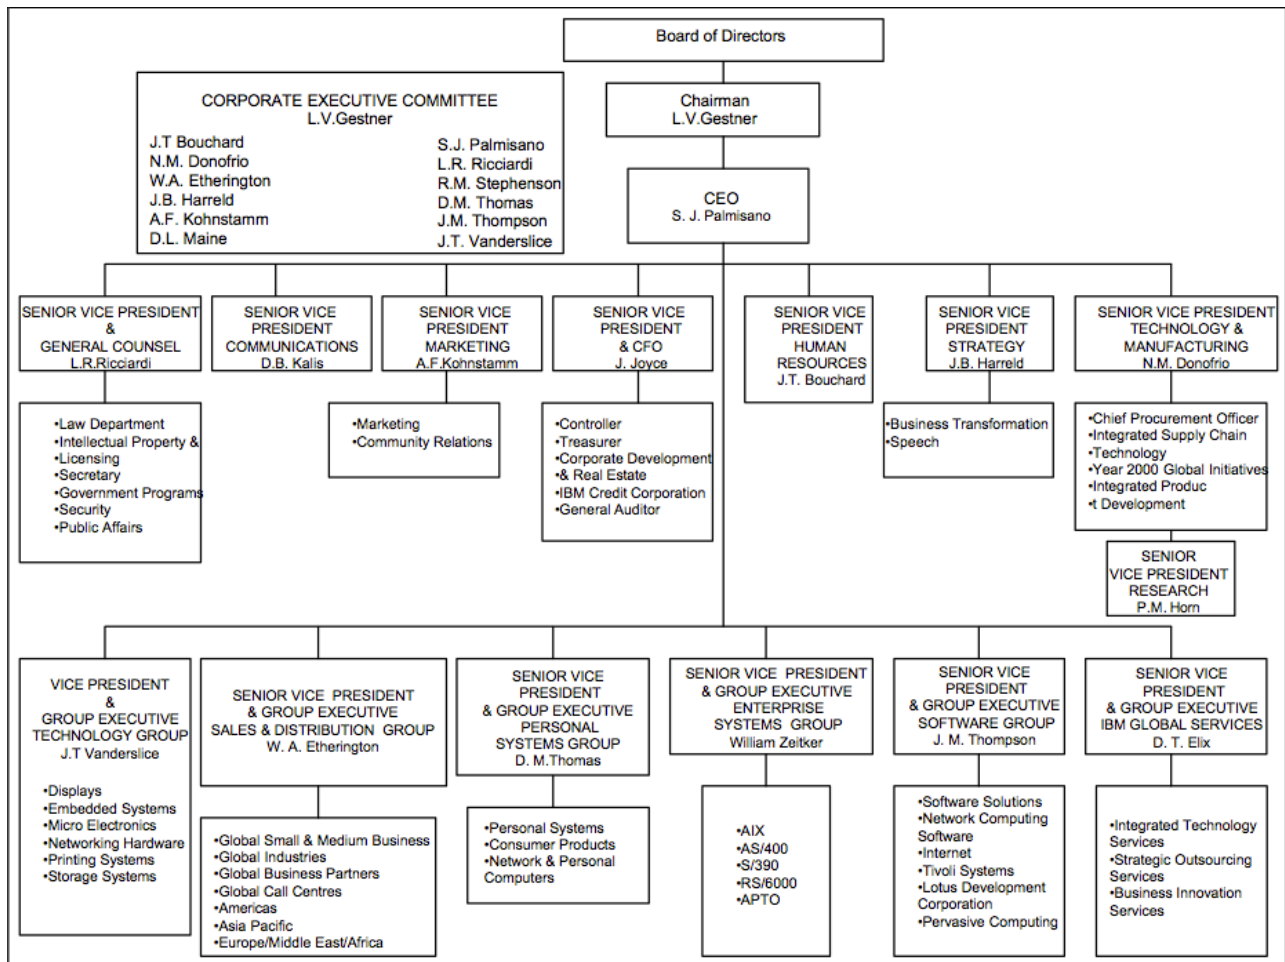 Board of Directors
CORPORATE EXECUTIVE COMMITTEE
L.V.Gestner
J.T Bouchard
N.M. Donofrio
W.A. Etherington
J.B. Harreld
A.F. Kohnstamm
D.L. Maine
S.J. Palmisano
L.R. Ricciardi
R.M. Stephenson
D.M. Thomas
J.M. Thompson
J.T. Vanderslice
Chairman
L.V.Gestner
CEO
S. J. Palmisano
SENIOR VICE PRESIDENT
&
GENERAL COUNSEL
L.R.Ricciardi
SENIOR VICE
PRESIDENT
COMMUNICATIONS
D.B. Kalis
SENIOR VICE
PRESIDENT
MARKETING
A.F.Kohnstamm
SENIOR VICE
PRESIDENT
& CFO
J. Joyce
SENIOR VICE
PRESIDENT
HUMAN
RESOURCES
J.T. Bouchard
SENIOR VICE
PRESIDENT
STRATEGY
J.B. Harreld
SENIOR VICE PRESIDENT
TECHNOLOGY &
MANUFACTURING
N.M. Donofrio
•Law Department
•Intellectual Property &
•Licensing
•Secretary
•Government Programs
•Security
•Public Affairs
•Marketing
•Community Relations
•Controller
•Treasurer
•Corporate Development
•& Real Estate
•IBM Credit Corporation
•General Auditor
•Business Transformation
•Speech
•Chief Procurement Officer
•Integrated Supply Chain
•Technology
•Year 2000 Global Initiatives
•Integrated Produc
•t Development
SENIOR
VICE PRESIDENT
RESEARCH
P.M. Horn
VICE PRESIDENT
&
GROUP EXECUTIVE
TECHNOLOGY GROUP
J.T Vanderslice
•Displays
•Embedded Systems
•Micro Electronics
•Networking Hardware
•Printing Systems
•Storage Systems
SENIOR VICE PRESIDENT
& GROUP EXECUTIVE
SALES & DISTRIBUTION GROUP
W. A. Etherington
•Global Small & Medium Business
•Global Industries
•Global Business Partners
•Global Call Centres
•Americas
•Asia Pacific
•Europe/Middle East/Africa
SENIOR VICE
PRESIDENT
& GROUP EXECUTIVE
PERSONAL
SYSTEMS GROUP
D. M.Thomas
•Personal Systems
•Consumer Products
•Network & Personal
Computers
SENIOR VICE PRESIDENT
& GROUP EXECUTIVE
ENTERPRISE
SYSTEMS GROUP
William Zeitker
•AIX
•AS/400
•S/390
•RS/6000
•APTO
SENIOR VICE
PRESIDENT
& GROUP EXECUTIVE
SOFTWARE GROUP
J. M. Thompson
•Software Solutions
•Network Computing
Software
•Internet
•Tivoli Systems
•Lotus Development
Corporation
•Pervasive Computing
SENIOR VICE
PRESIDENT
& GROUP EXECUTIVE
IBM GLOBAL SERVICES
D. T. Elix
•Integrated Technology
Services
•Strategic Outsourcing
Services
•Business Innovation
Services